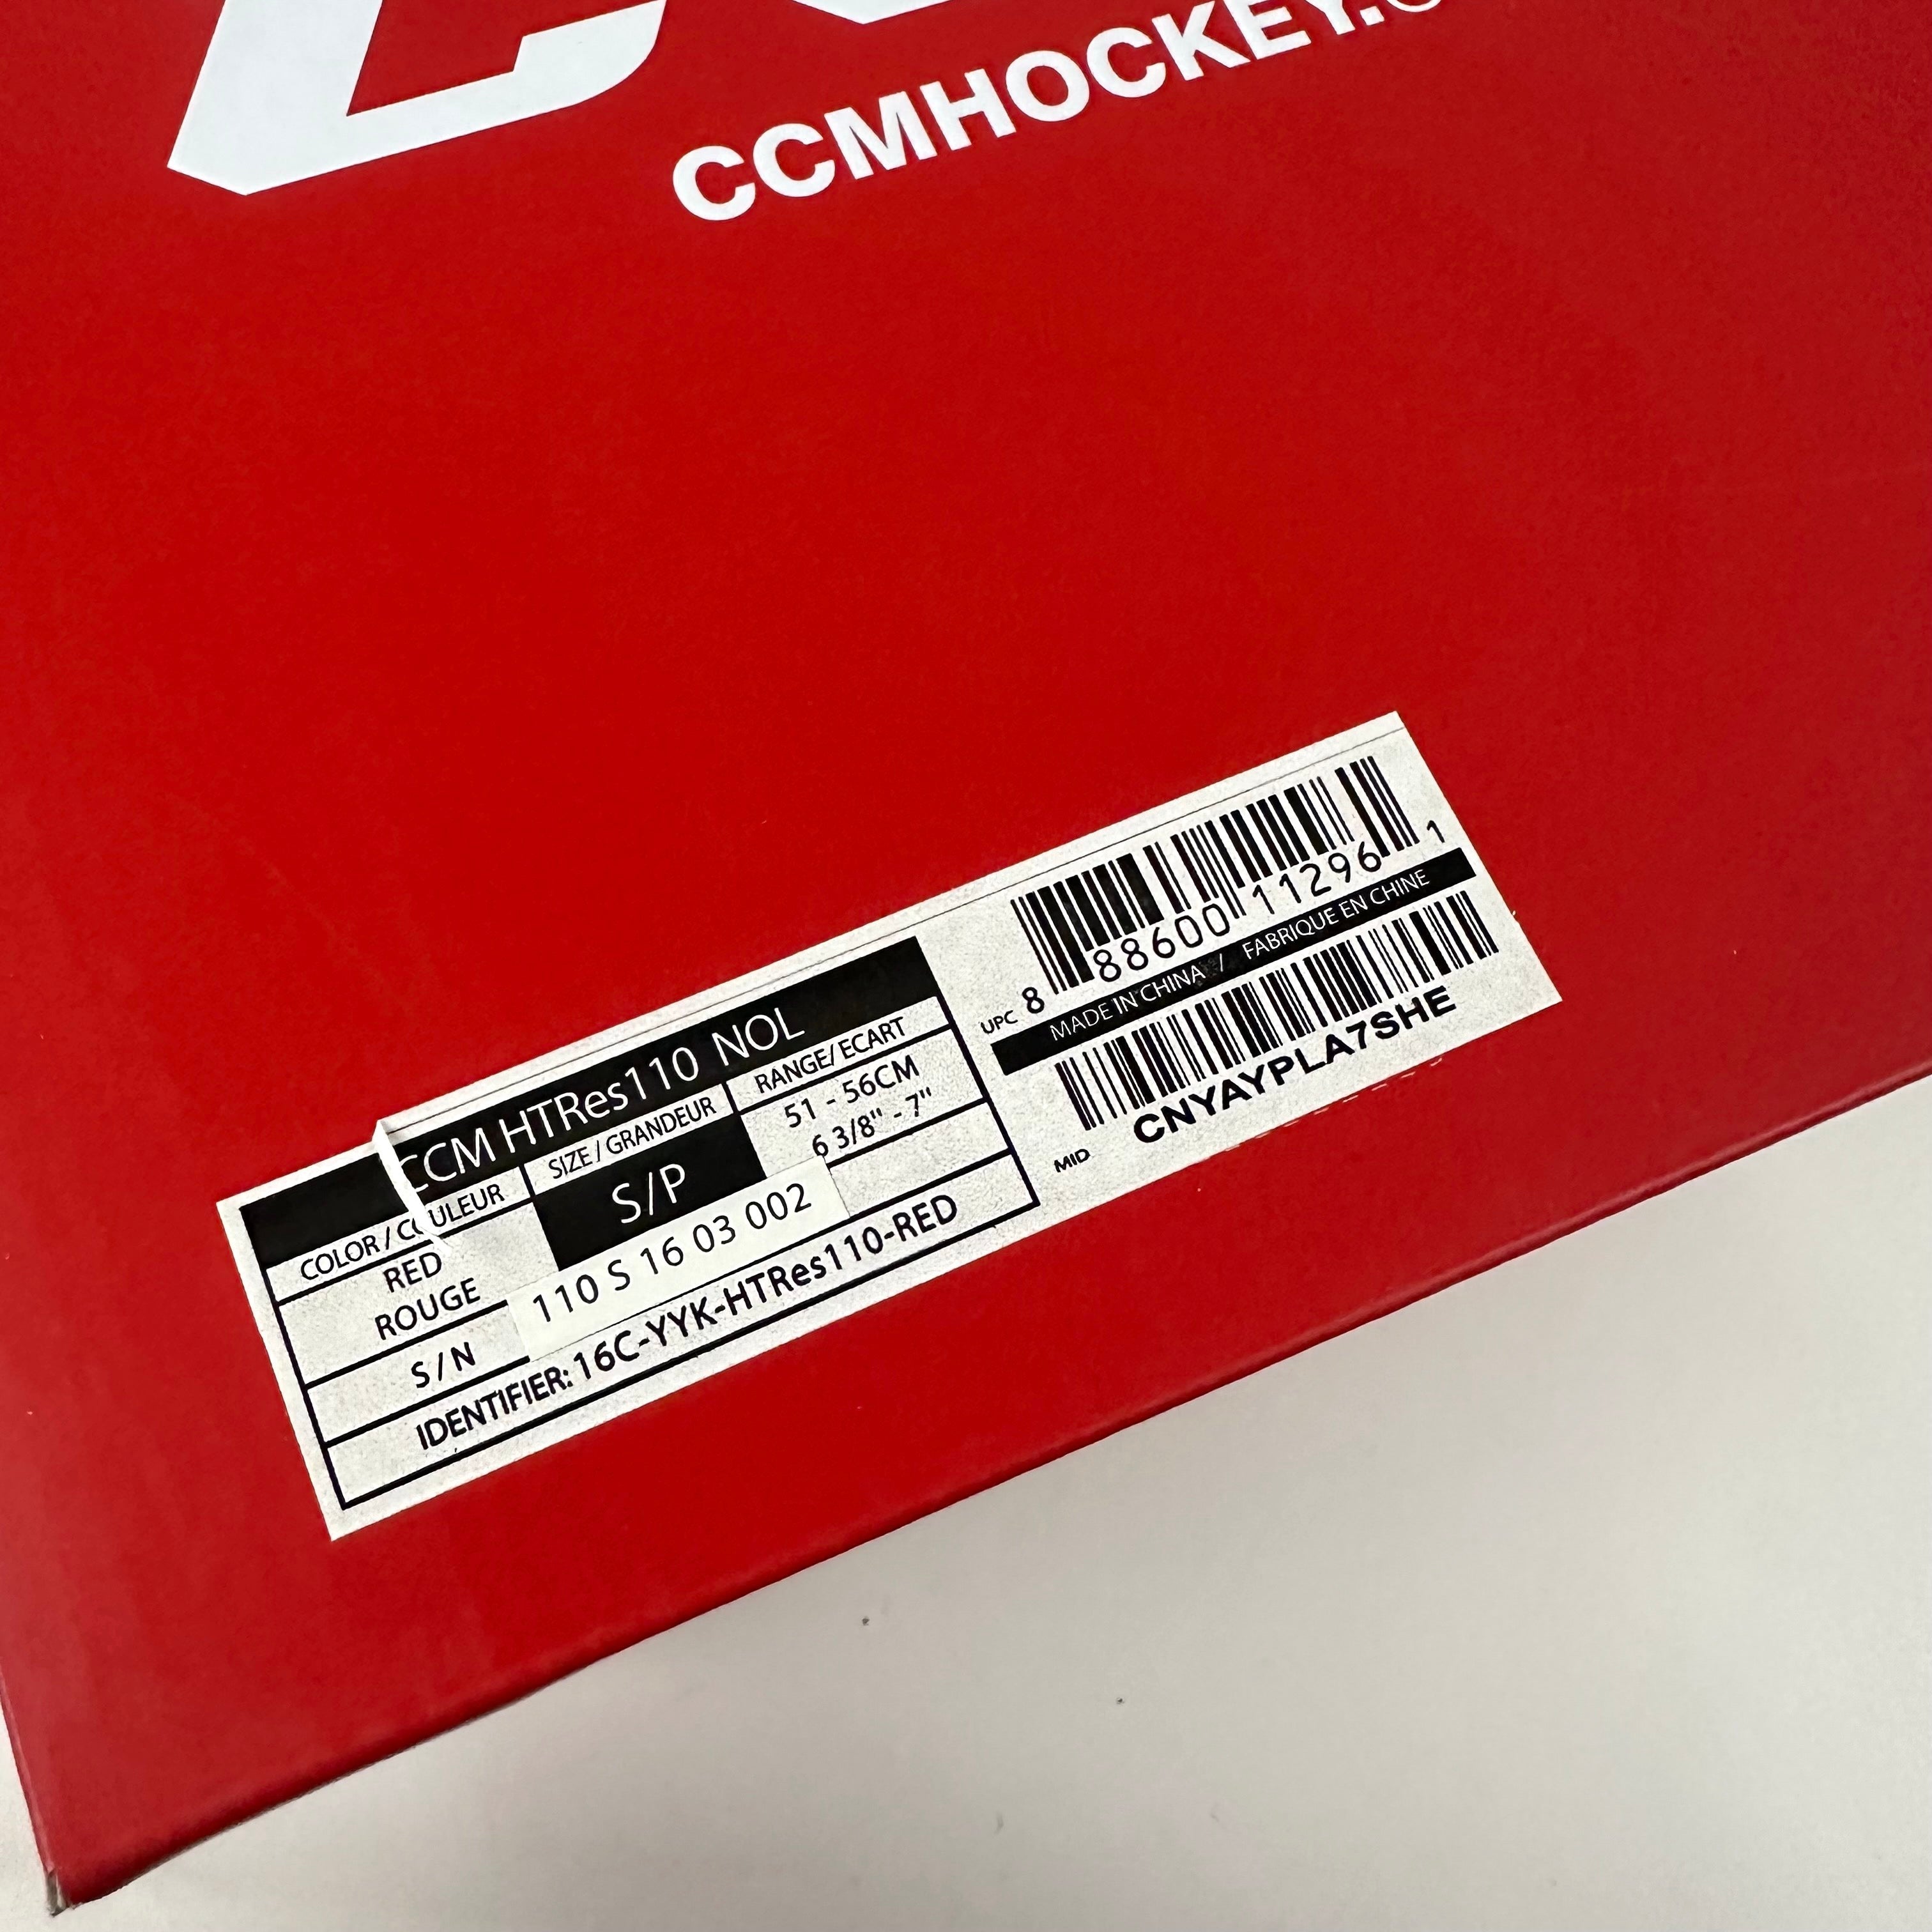 CCMHOCKEY.
CCM HTRes110 NOL
COLOR / COULEUR
SIZE / GRANDEUR
RANGE/ ECART
RED
ROUGE
S/P
51 - 56CM
6 3/8" - 7"
S / N
110 S 16 03 002
IDENTIFIER: 16C-YYK-HTRes110-RED
UPC 8 88600 11296 1
MADE IN CHINA / FABRIQUE EN CHINE
MID
CNYAYPLA7SHE